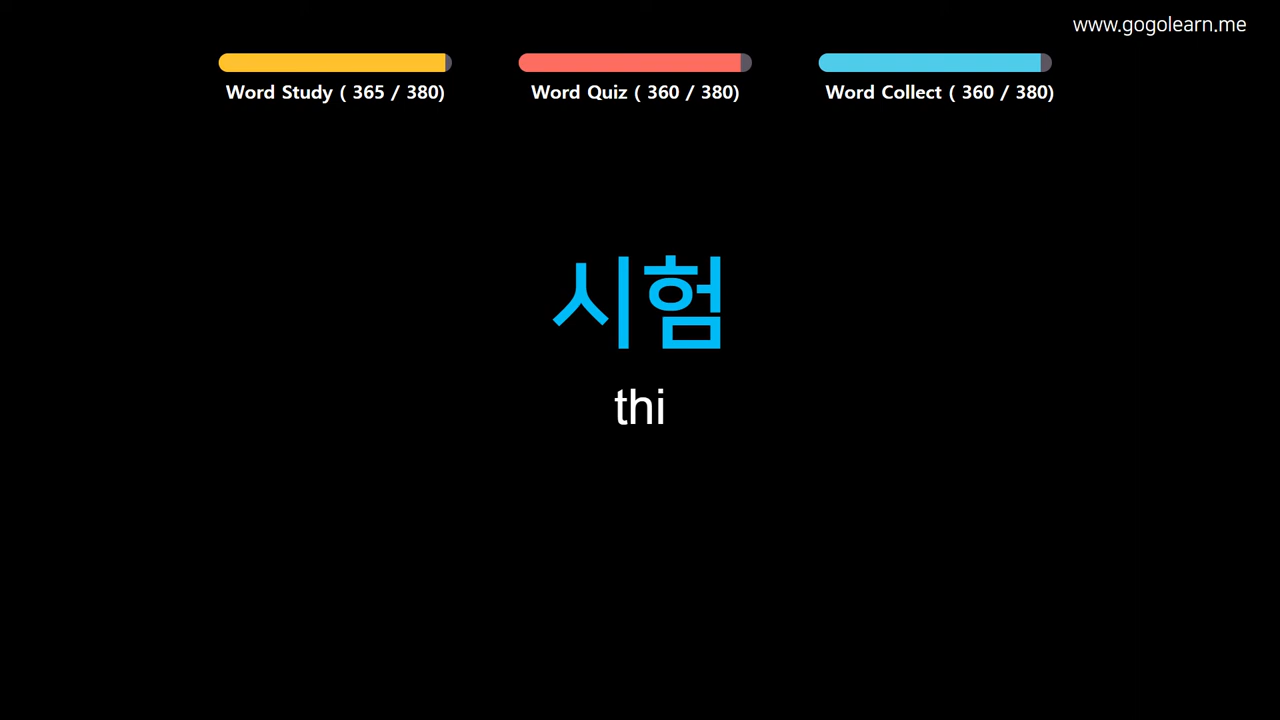 www.gogolearn.me
Word Study ( 365 / 380)
Word Quiz ( 360 / 380)
Word Collect ( 360 / 380)
시험
thi